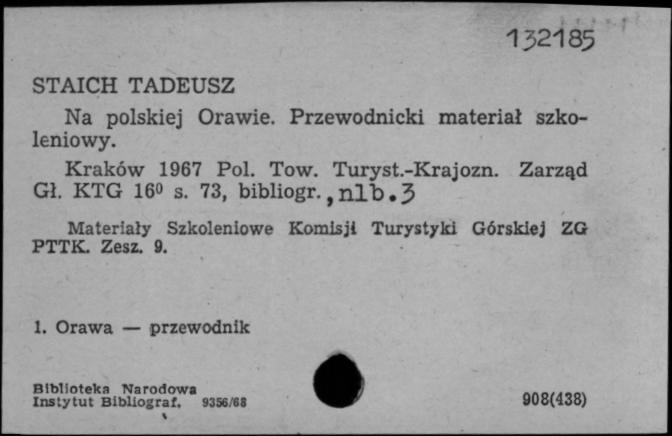 132185
STAICH TADEUSZ
Na polskiej Orawie. Przewodnicki materiał szko-
leniowy.
Kraków 1967 Pol. Tow. Turyst.-Krajozn. Zarząd
Gł. KTG 16⁰ s. 73, bibliogr., nlb.3
Materiały Szkoleniowe Komisji Turystyki Górskiej ZG
PTTK. Zesz. 9.
1. Orawa — przewodnik
Biblioteka Narodowa
Instytut Bibliograf. 9356/68
908(438)